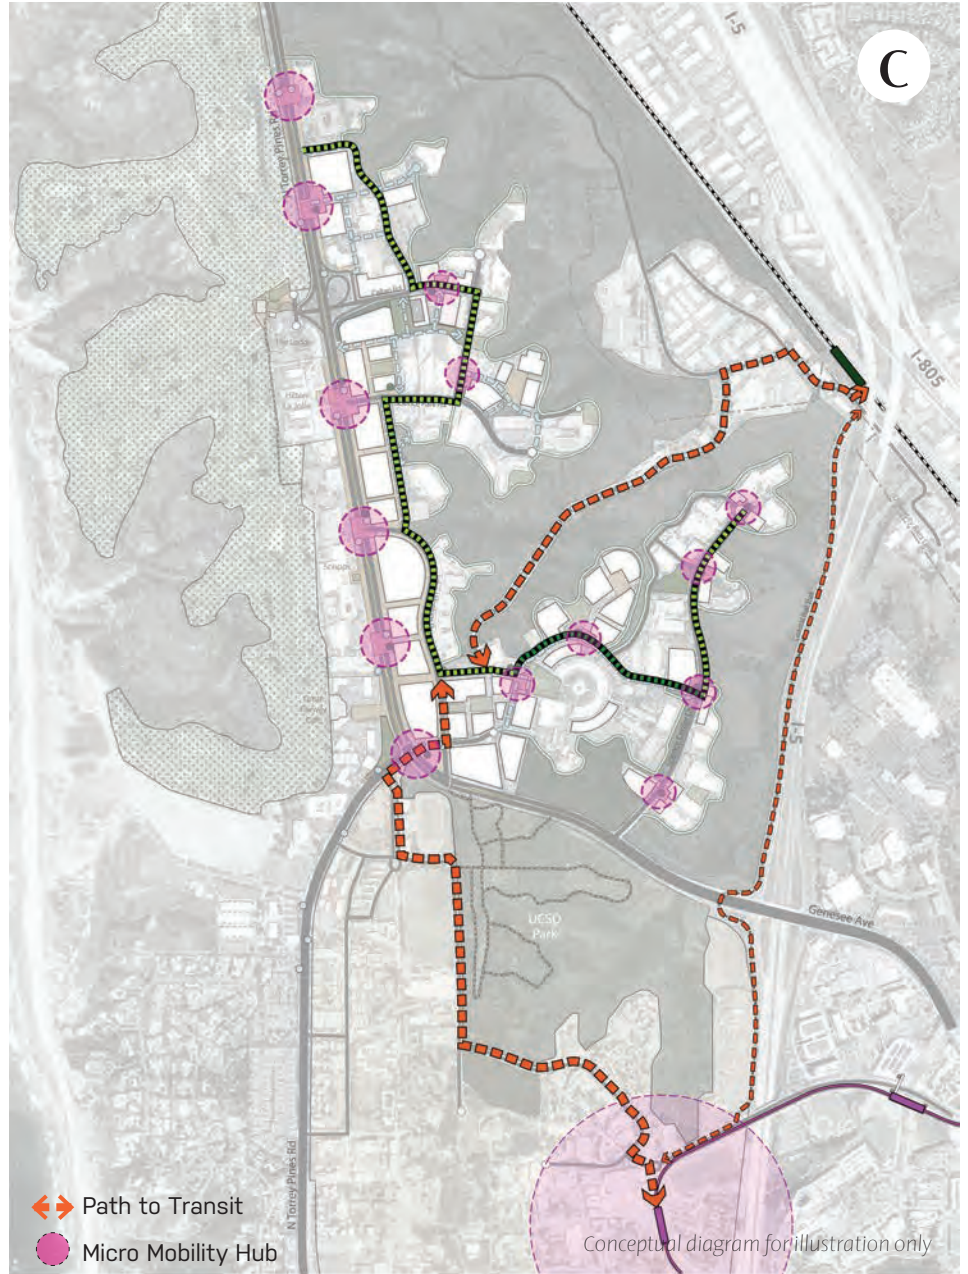 I-5
C
Torrey Pines Rd
I-805
The Lodge
Hilton
La Jolla
Scripps
I-5
Genesee Ave
UCSD
Park
N Torrey Pines Rd
Path to Transit
Micro Mobility Hub
Conceptual diagram for illustration only